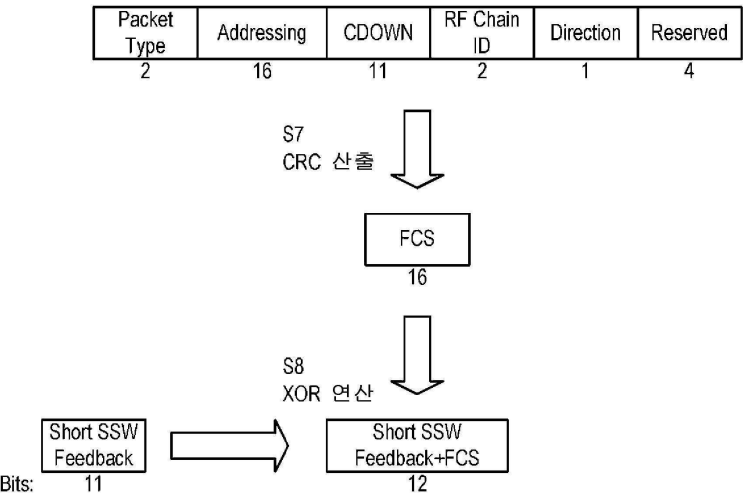 Packet Type Addressing CDOWN RF Chain ID Direction Reserved
2 16 11 2 1 4
S7
CRC 산출
FCS
16
S8
XOR 연산
Short SSW Feedback
Short SSW Feedback+FCS
Bits: 11 12